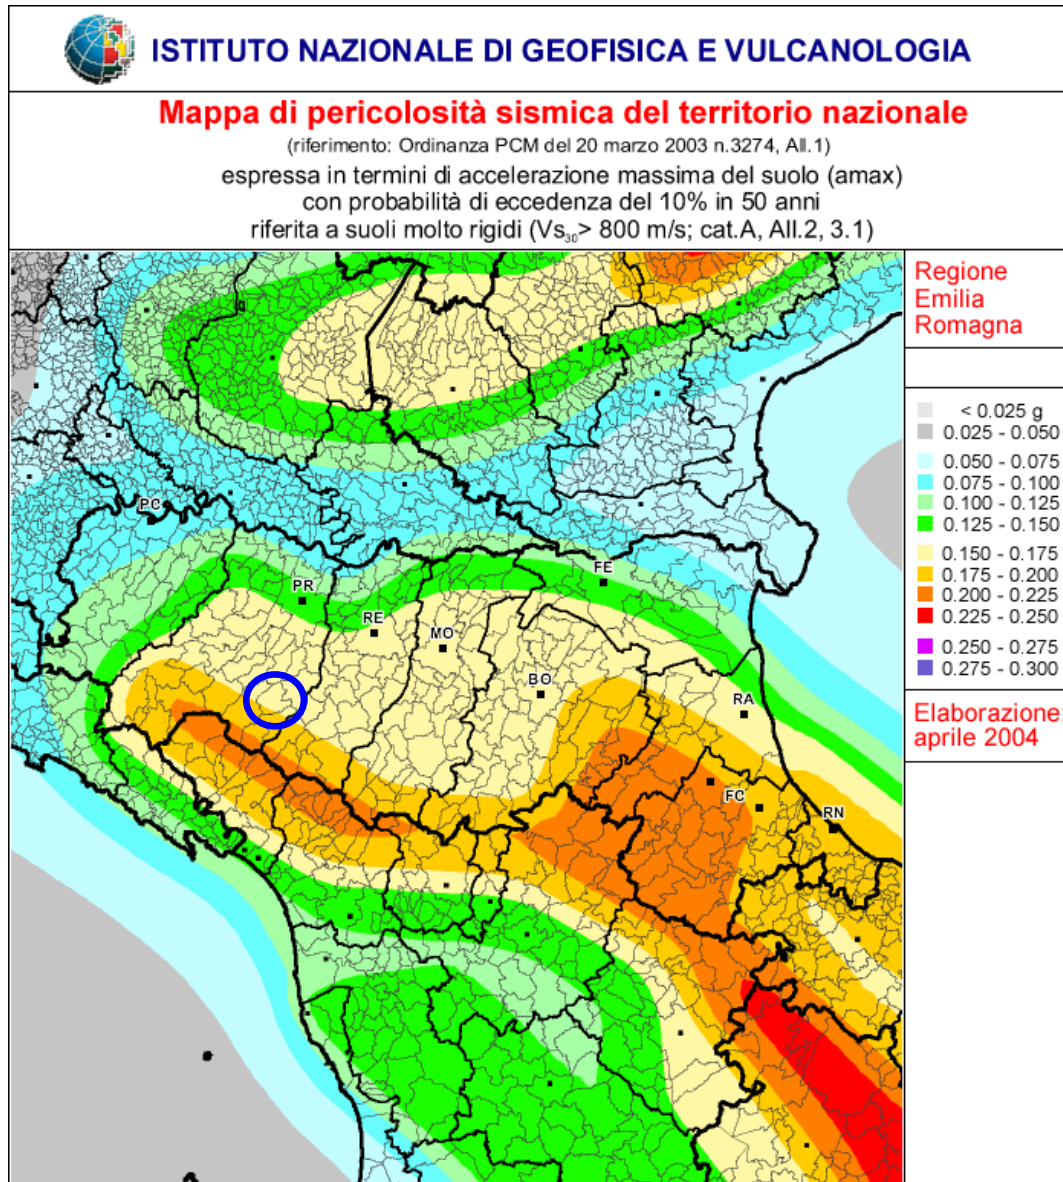 ISTITUTO NAZIONALE DI GEOFISICA E VULCANOLOGIA
Mappa di pericolosità sismica del territorio nazionale
(riferimento: Ordinanza PCM del 20 marzo 2003 n.3274, All.1)
espressa in termini di accelerazione massima del suolo (amax)
con probabilità di eccedenza del 10% in 50 anni
riferita a suoli molto rigidi (Vs30> 800 m/s; cat.A, All.2, 3.1)
Regione
Emilia
Romagna
< 0.025 g
0.025 - 0.050
0.050 - 0.075
0.075 - 0.100
0.100 - 0.125
0.125 - 0.150
0.150 - 0.175
0.175 - 0.200
0.200 - 0.225
0.225 - 0.250
0.250 - 0.275
0.275 - 0.300
Elaborazione
aprile 2004
PC
PR
FE
RE
MO
BO
RA
FC
RN